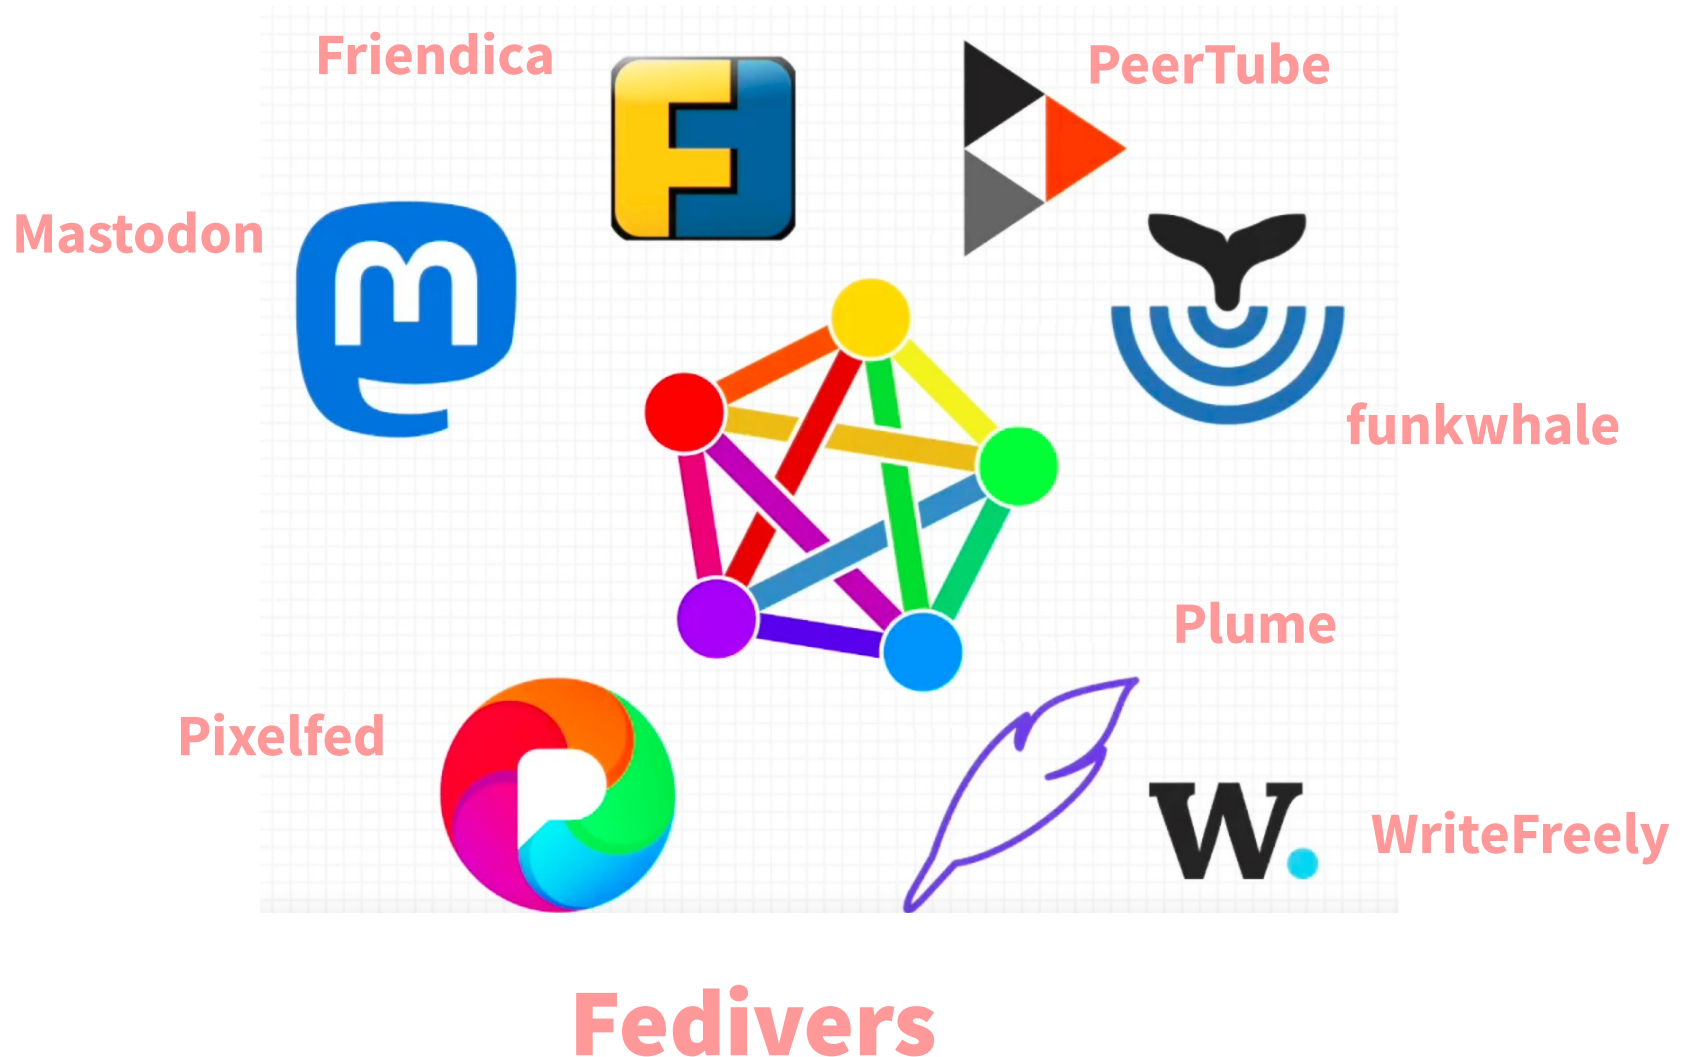 Friendica
PeerTube
Mastodon
funkwhale
Plume
Pixelfed
WriteFreely
Fedivers